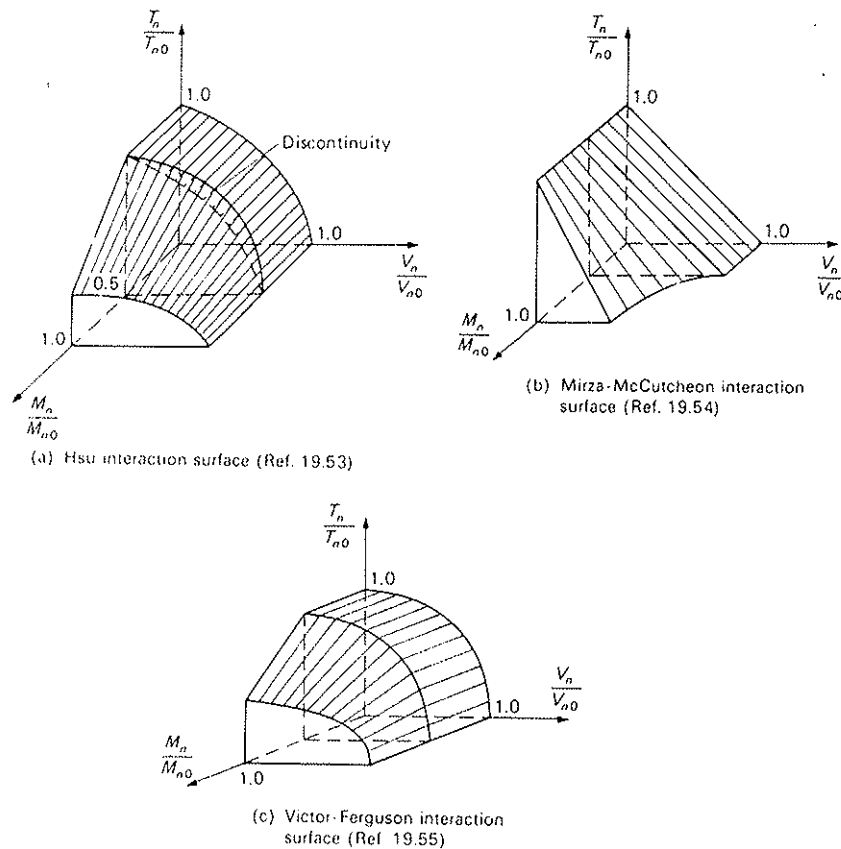 T_n
T_n0
1.0
Discontinuity
1.0
V_n
V_n0
0.5
1.0
M_n
M_n0
(a) Hsu interaction surface (Ref. 19.53)
T_n
T_n0
1.0
1.0
V_n
V_n0
1.0
M_n
M_n0
(b) Mirza-McCutcheon interaction
surface (Ref. 19.54)
T_n
T_n0
1.0
V_n
V_n0
1.0
M_n
M_n0
1.0
(c) Victor-Ferguson interaction
surface (Ref. 19.55)